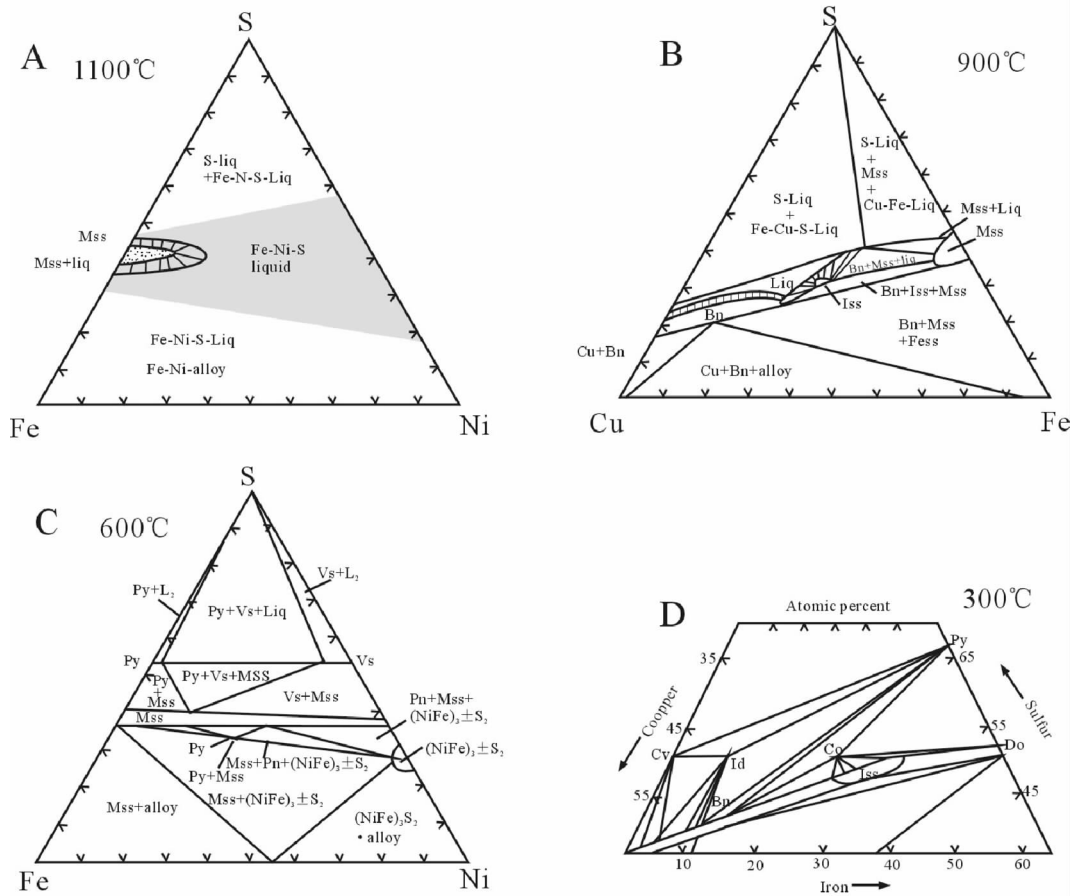 S
A
1100℃
S-liq
+Fe-N-S-Liq
Mss
Mss+liq
Fe-Ni-S
liquid
Fe-Ni-S-Liq
Fe-Ni-alloy
Fe
Ni
S
B
900℃
S-Liq
+
Mss
+
Cu-Fe-Liq
S-Liq
+
Fe-Cu-S-Liq
Mss+Liq
Mss
Bn+Mss+liq
Liq
Iss
Bn+Iss+Mss
Bn
Bn+Mss
+Fess
Cu+Bn
Cu+Bn+alloy
Cu
Fe
S
C
600℃
Vs+L₂
Py+L₂
Py+Vs+Liq
Py
Vs
Py+Vs+MSS
Py
+
Mss
Vs+Mss
Mss
Pn+Mss+
(NiFe)₃±S₂
Py
(NiFe)₃±S₂
Mss+Pn+(NiFe)₃±S₂
Py+Mss
Mss+(NiFe)₃±S₂
Mss+alloy
(NiFe)₃S₂
• alloy
Fe
Ni
D
Atomic percent
300℃
Py
35
65
Coopper
Sulfur
45
55
Cv
Id
Co
Do
Iss
55
Bn
45
10
20
30
40
50
60
Iron